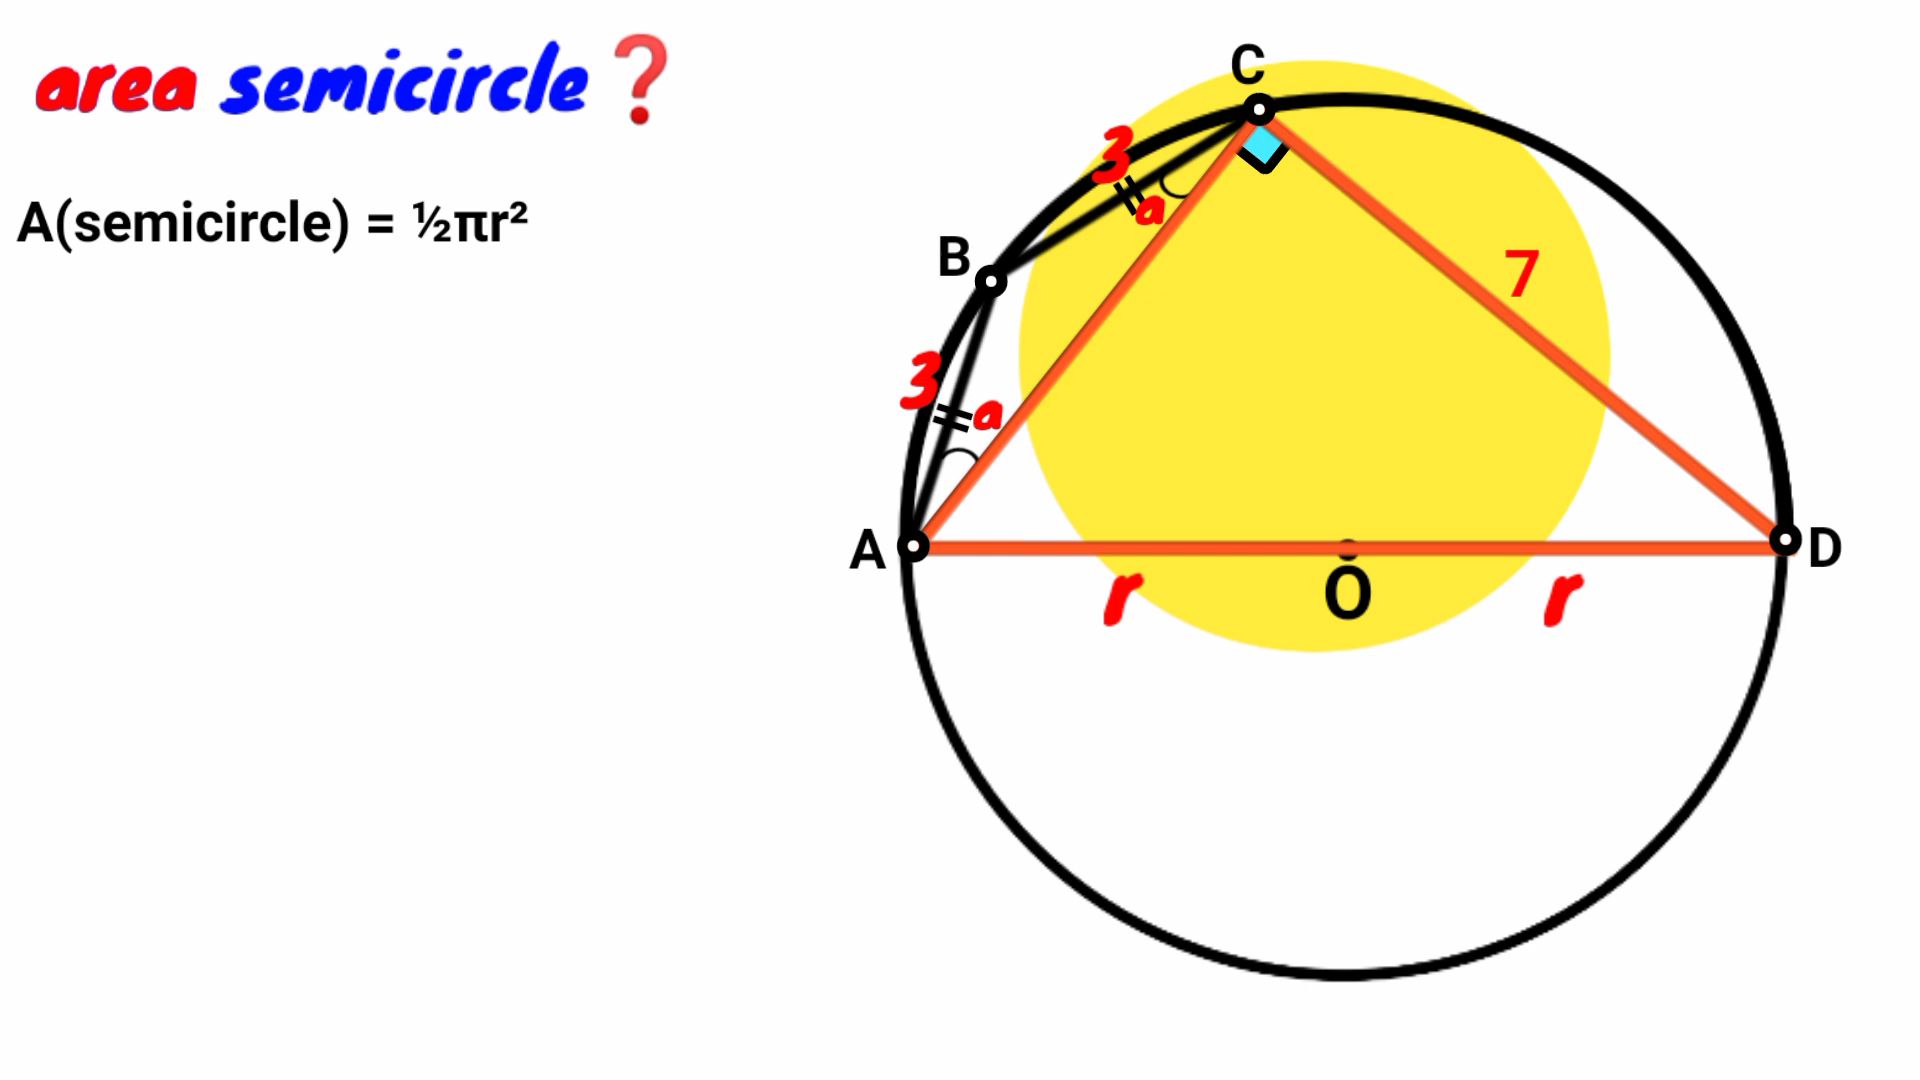 area semicircle❓
A(semicircle) = ½πr²
C
3
a
B
7
3
a
A
D
O
r
r